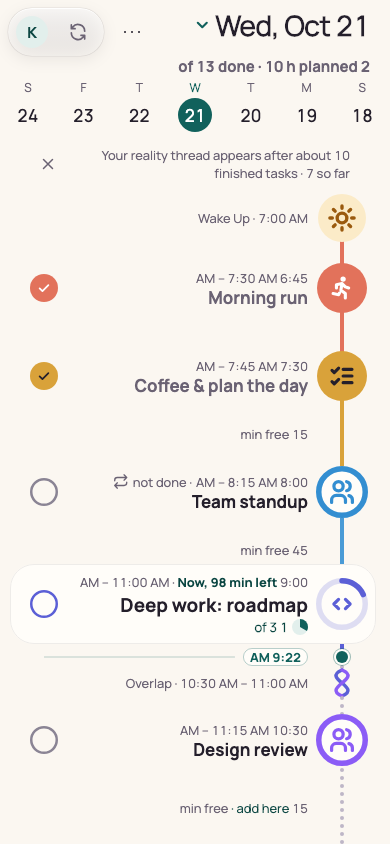 K
...
Wed, Oct 21
of 13 done · 10 h planned 2
S F T W T M S
24 23 22 21 20 19 18
Your reality thread appears after about 10
finished tasks · 7 so far
Wake Up · 7:00 AM
AM – 7:30 AM 6:45
Morning run
AM – 7:45 AM 7:30
Coffee & plan the day
min free 15
not done · AM – 8:15 AM 8:00
Team standup
min free 45
AM – 11:00 AM · Now, 98 min left 9:00
Deep work: roadmap
of 3 1
AM 9:22
Overlap · 10:30 AM – 11:00 AM
AM – 11:15 AM 10:30
Design review
min free · add here 15